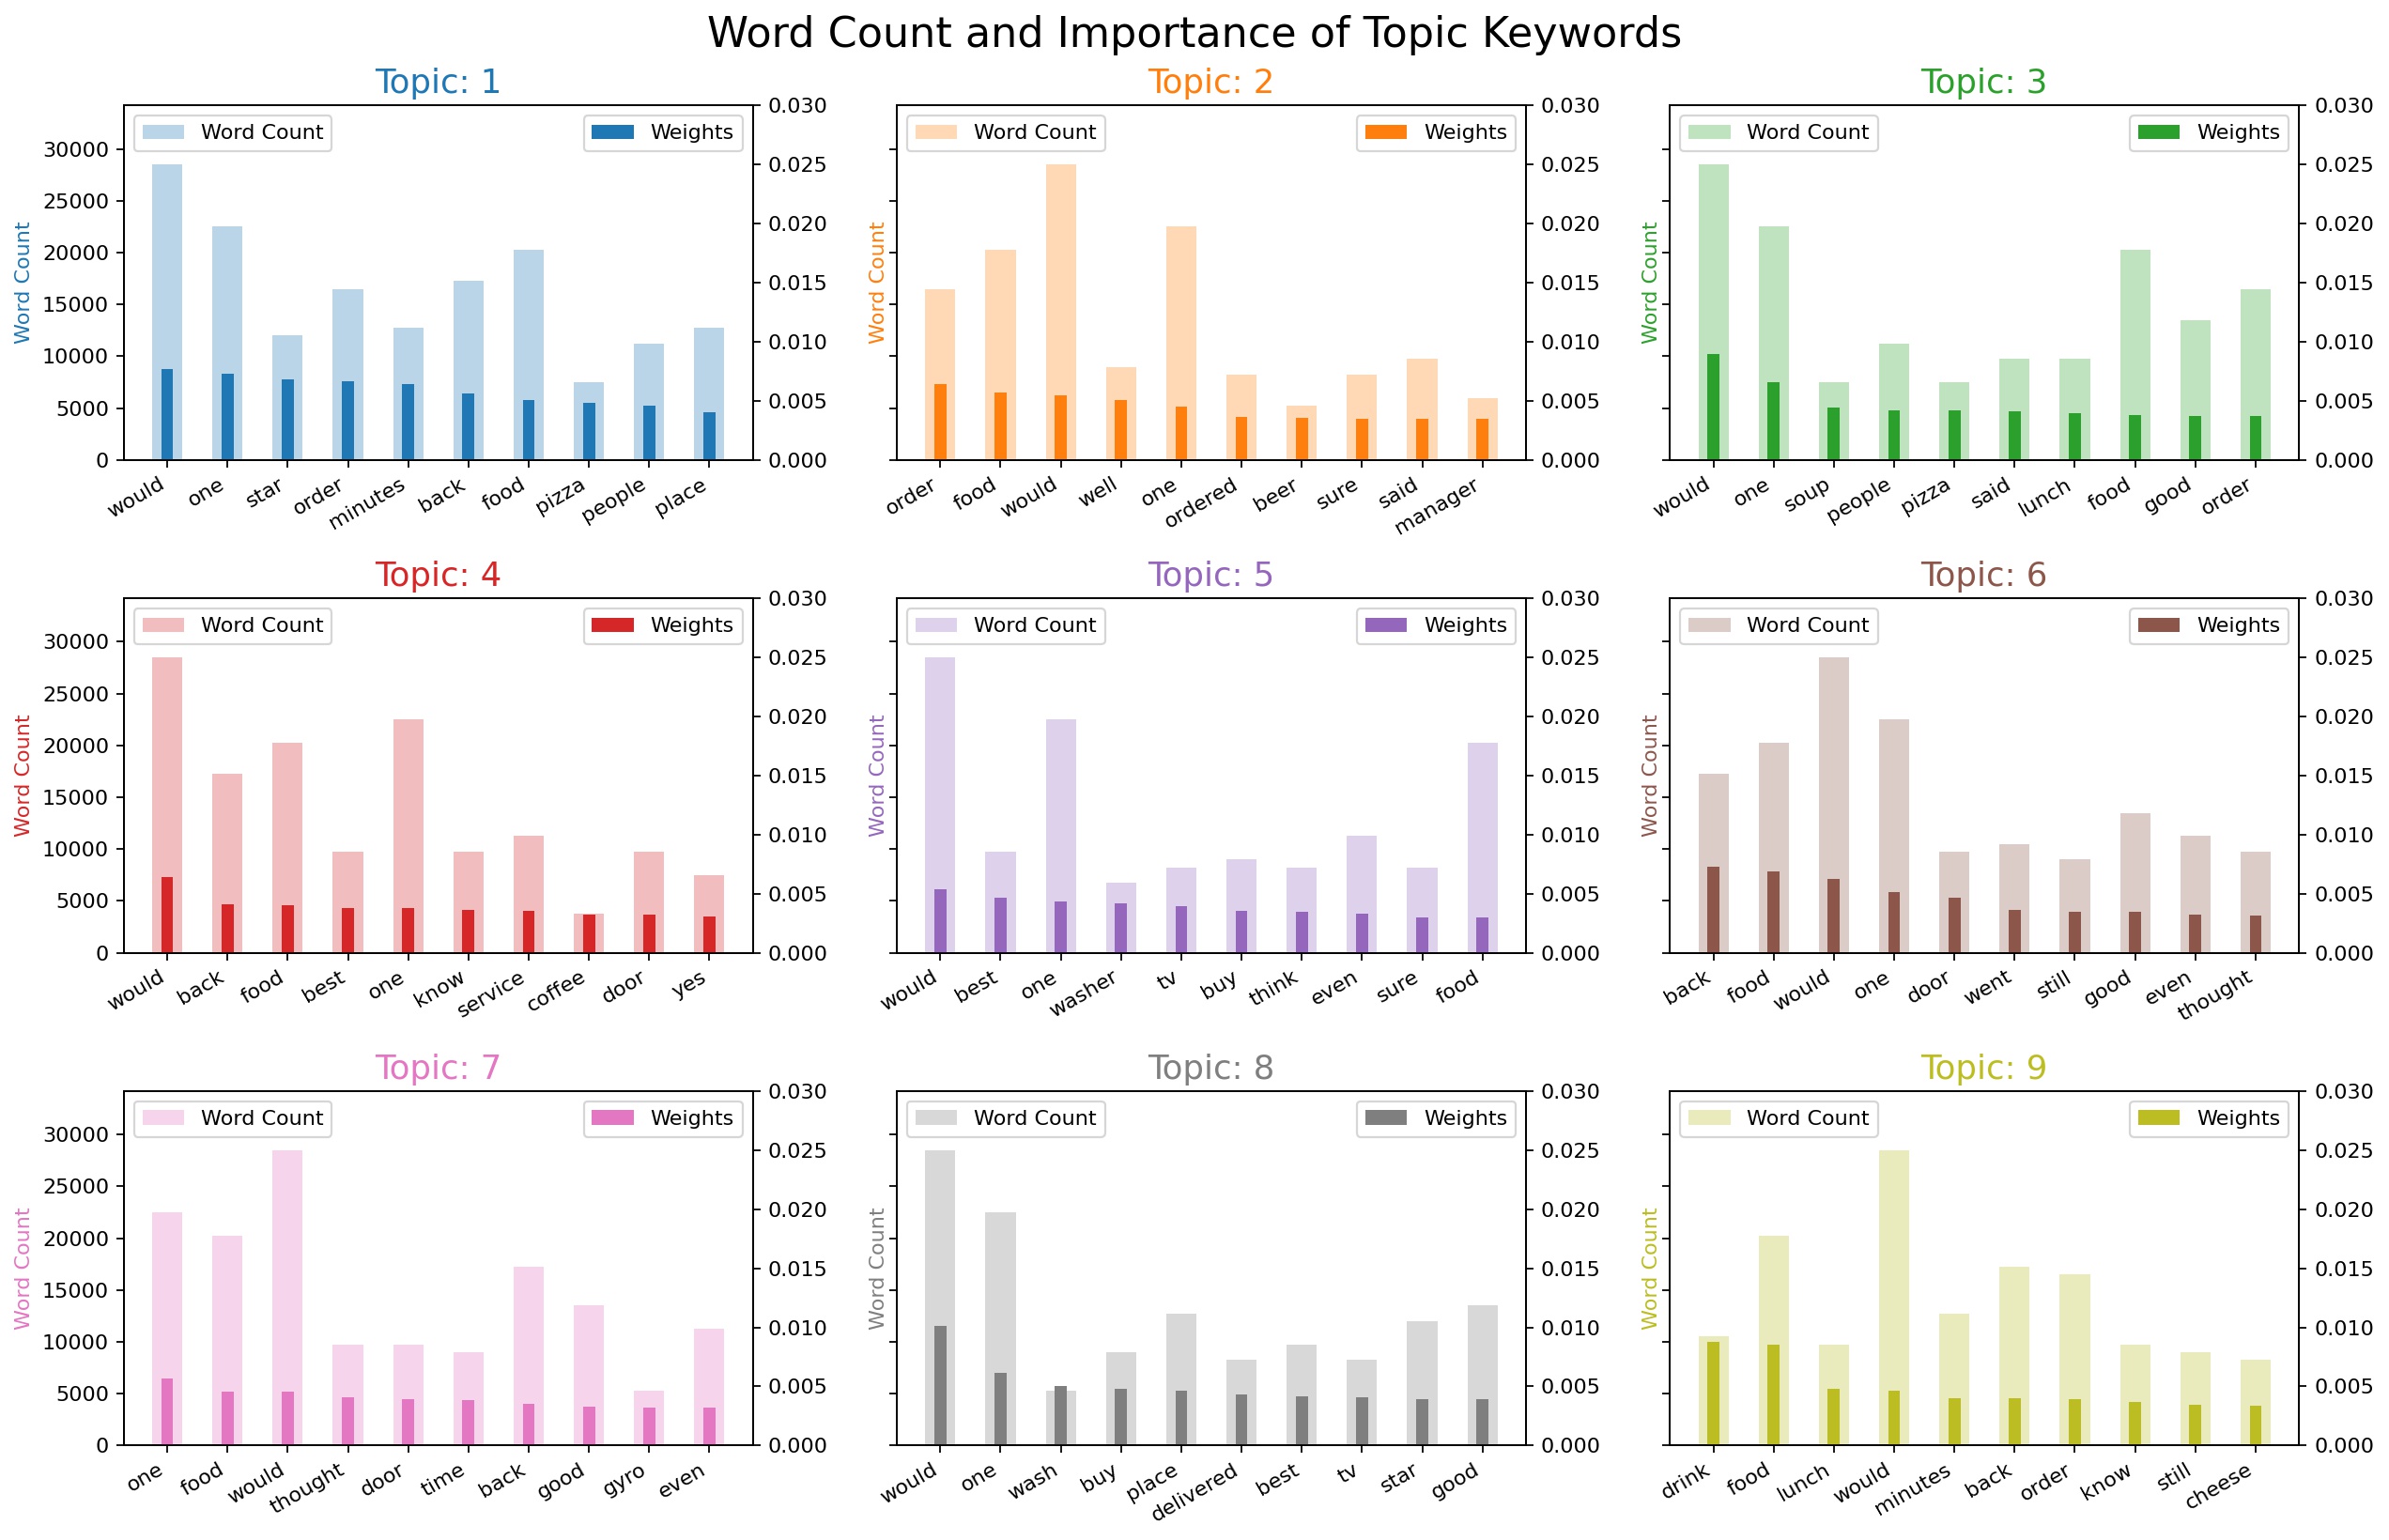 Word Count and Importance of Topic Keywords
Topic: 1
Word Count
Weights
Word Count
30000
25000
20000
15000
10000
5000
0
0.030
0.025
0.020
0.015
0.010
0.005
0.000
would one star order minutes back food pizza people place
Topic: 2
Word Count
Weights
Word Count
0.030
0.025
0.020
0.015
0.010
0.005
0.000
order food would well one ordered beer sure said manager
Topic: 3
Word Count
Weights
Word Count
0.030
0.025
0.020
0.015
0.010
0.005
0.000
would one soup people pizza said lunch food good order
Topic: 4
Word Count
Weights
Word Count
30000
25000
20000
15000
10000
5000
0
0.030
0.025
0.020
0.015
0.010
0.005
0.000
would back food best one know service coffee door yes
Topic: 5
Word Count
Weights
Word Count
0.030
0.025
0.020
0.015
0.010
0.005
0.000
would best one washer tv buy think even sure food
Topic: 6
Word Count
Weights
Word Count
0.030
0.025
0.020
0.015
0.010
0.005
0.000
back food would one door went still good even thought
Topic: 7
Word Count
Weights
Word Count
30000
25000
20000
15000
10000
5000
0
0.030
0.025
0.020
0.015
0.010
0.005
0.000
one food would thought door time back good gyro even
Topic: 8
Word Count
Weights
Word Count
0.030
0.025
0.020
0.015
0.010
0.005
0.000
would one wash buy place delivered best tv star good
Topic: 9
Word Count
Weights
Word Count
0.030
0.025
0.020
0.015
0.010
0.005
0.000
drink food lunch would minutes back order know still cheese